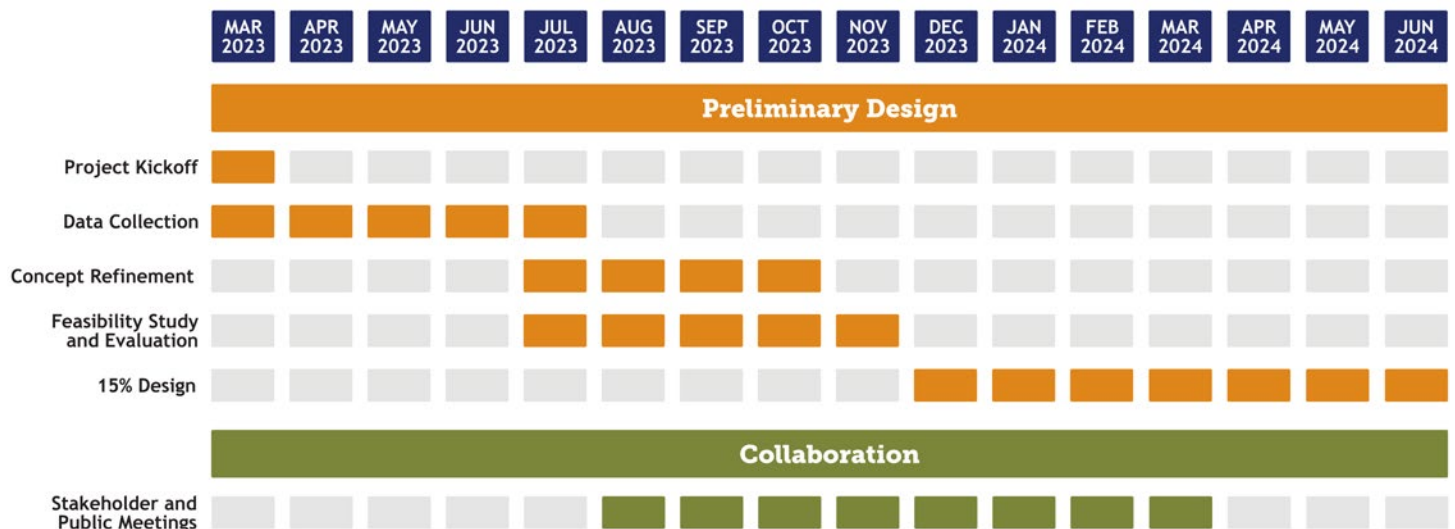 MAR APR MAY JUN JUL AUG SEP OCT NOV DEC JAN FEB MAR APR MAY JUN
2023 2023 2023 2023 2023 2023 2023 2023 2023 2023 2024 2024 2024 2024 2024 2024
Preliminary Design
Project Kickoff
Data Collection
Concept Refinement
Feasibility Study
and Evaluation
15% Design
Collaboration
Stakeholder and
Public Meetings